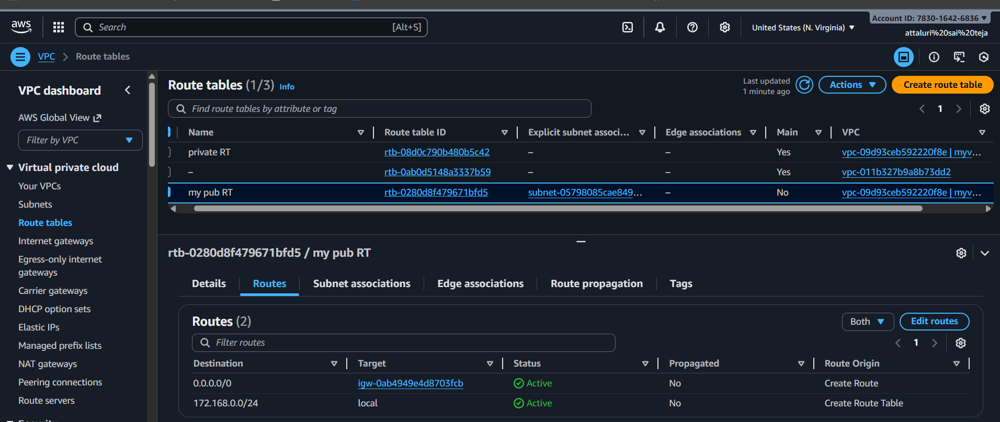 aws
Search [Alt+S]
United States (N. Virginia)
Account ID: 7830-1642-6836
attaluri%20sai%20teja
VPC Route tables
VPC dashboard
AWS Global View
Filter by VPC
Virtual private cloud
Your VPCs
Subnets
Route tables
Internet gateways
Egress-only internet
gateways
Carrier gateways
DHCP option sets
Elastic IPs
Managed prefix lists
NAT gateways
Peering connections
Route servers
Security
Route tables (1/3) Info
Last updated
1 minute ago
Actions
Create route table
Find route tables by attribute or tag
1
Name Route table ID Explicit subnet associ... Edge associations Main VPC
private RT rtb-08d0c790b480b5c42 – – Yes vpc-09d93ceb592220f8e | myv...
– rtb-0ab0d5148a3337b59 – – Yes vpc-011b327b9a8b73dd2
my pub RT rtb-0280d8f479671bfd5 subnet-05798085cae849... – No vpc-09d93ceb592220f8e | myv...
rtb-0280d8f479671bfd5 / my pub RT
Details Routes Subnet associations Edge associations Route propagation Tags
Routes (2)
Both
Edit routes
Filter routes
1
Destination Target Status Propagated Route Origin
0.0.0.0/0 igw-0ab4949e4d8703fcb Active No Create Route
172.168.0.0/24 local Active No Create Route Table